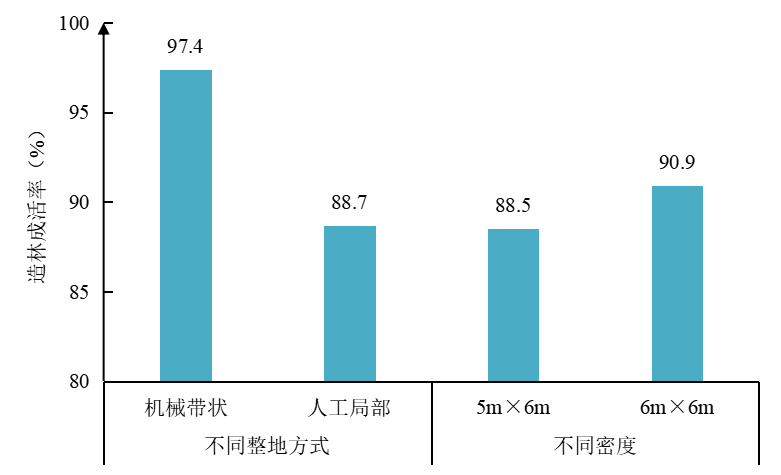 造林成活率（%）
100
95
90
85
80
97.4
88.7
88.5
90.9
机械带状
人工局部
5m×6m
6m×6m
不同整地方式
不同密度